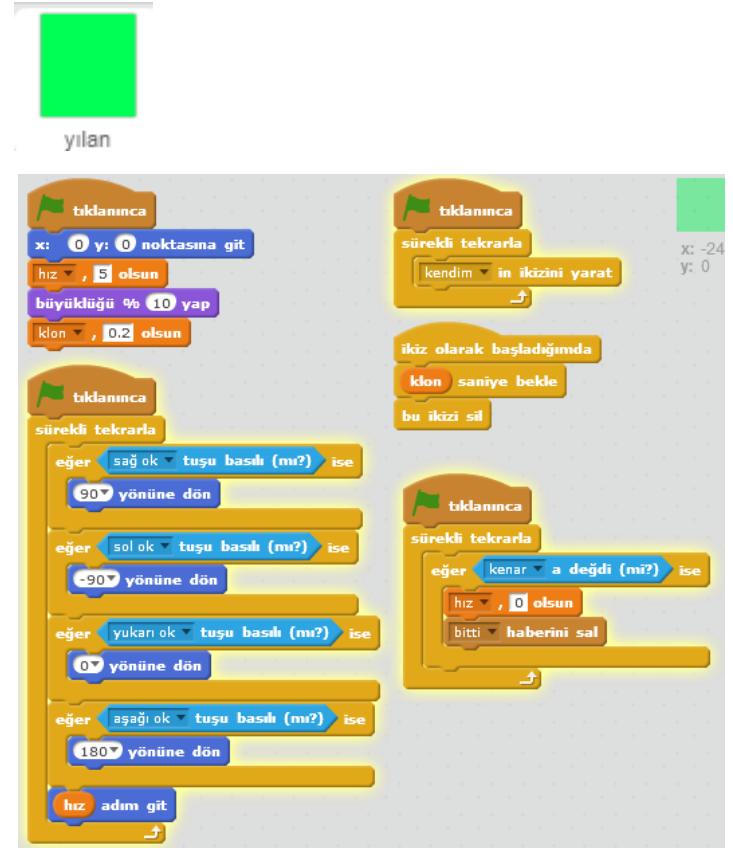 yılan
tıklanınca
x: 0 y: 0 noktasına git
hız , 5 olsun
büyüklüğü % 10 yap
klon , 0.2 olsun
tıklanınca
sürekli tekrarla
eğer sağ ok tuşu basılı (mı?) ise
90 yönüne dön
eğer sol ok tuşu basılı (mı?) ise
-90 yönüne dön
eğer yukarı ok tuşu basılı (mı?) ise
0 yönüne dön
eğer aşağı ok tuşu basılı (mı?) ise
180 yönüne dön
hız adım git
tıklanınca
sürekli tekrarla
kendim in ikizini yarat
x: -24
y: 0
ikiz olarak başladığımda
klon saniye bekle
bu ikizi sil
tıklanınca
sürekli tekrarla
eğer kenar a değdi (mi?) ise
hız , 0 olsun
bitti haberini sal